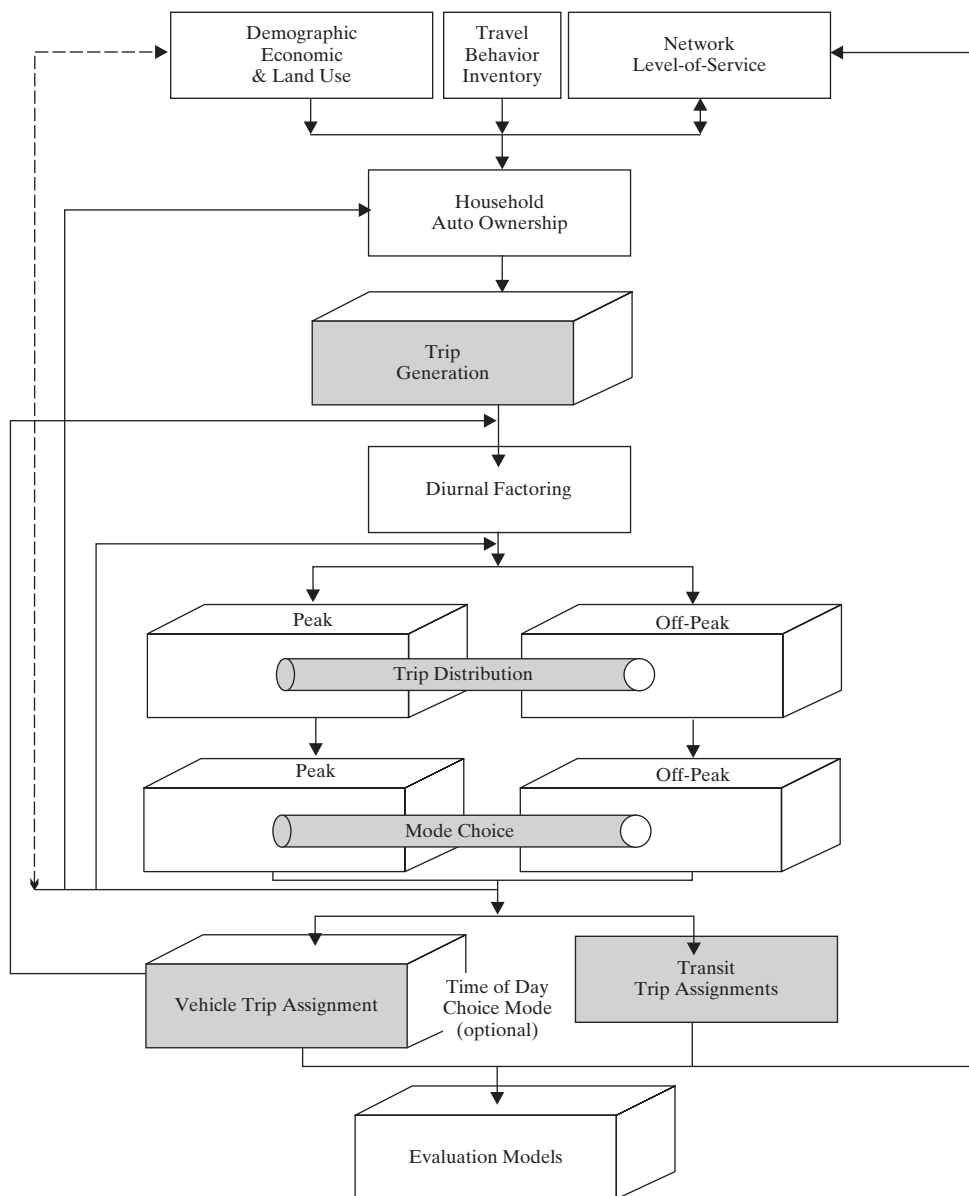 Demographic
Economic
& Land Use
Travel
Behavior
Inventory
Network
Level-of-Service
Household
Auto Ownership
Trip
Generation
Diurnal Factoring
Peak
Off-Peak
Trip Distribution
Peak
Off-Peak
Mode Choice
Vehicle Trip Assignment
Time of Day
Choice Mode
(optional)
Transit
Trip Assignments
Evaluation Models